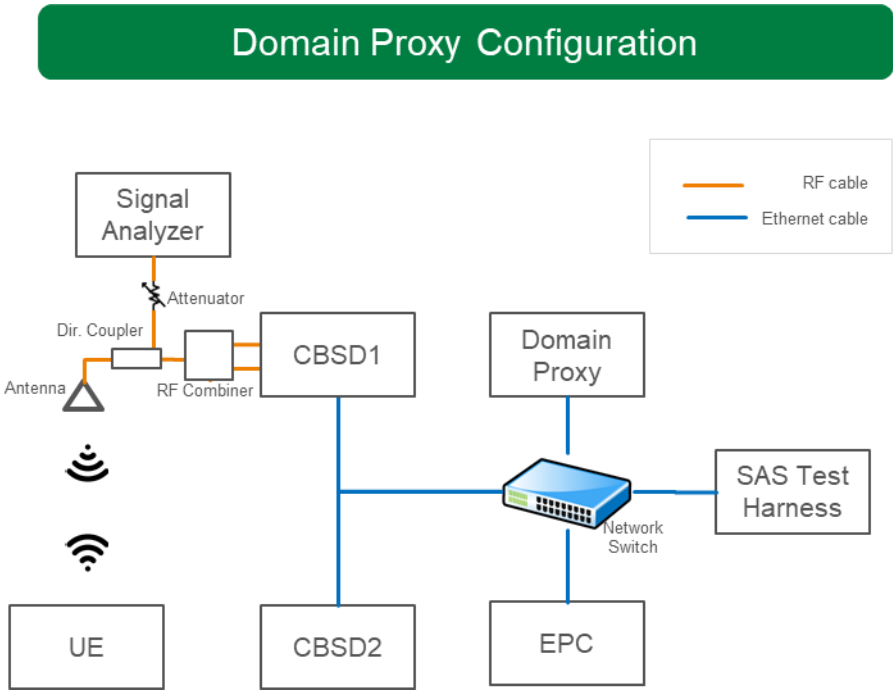 Domain Proxy Configuration
RF cable
Ethernet cable
Signal
Analyzer
Attenuator
Dir. Coupler
Antenna
RF Combiner
CBSD1
Domain
Proxy
SAS Test
Harness
Network
Switch
UE
CBSD2
EPC